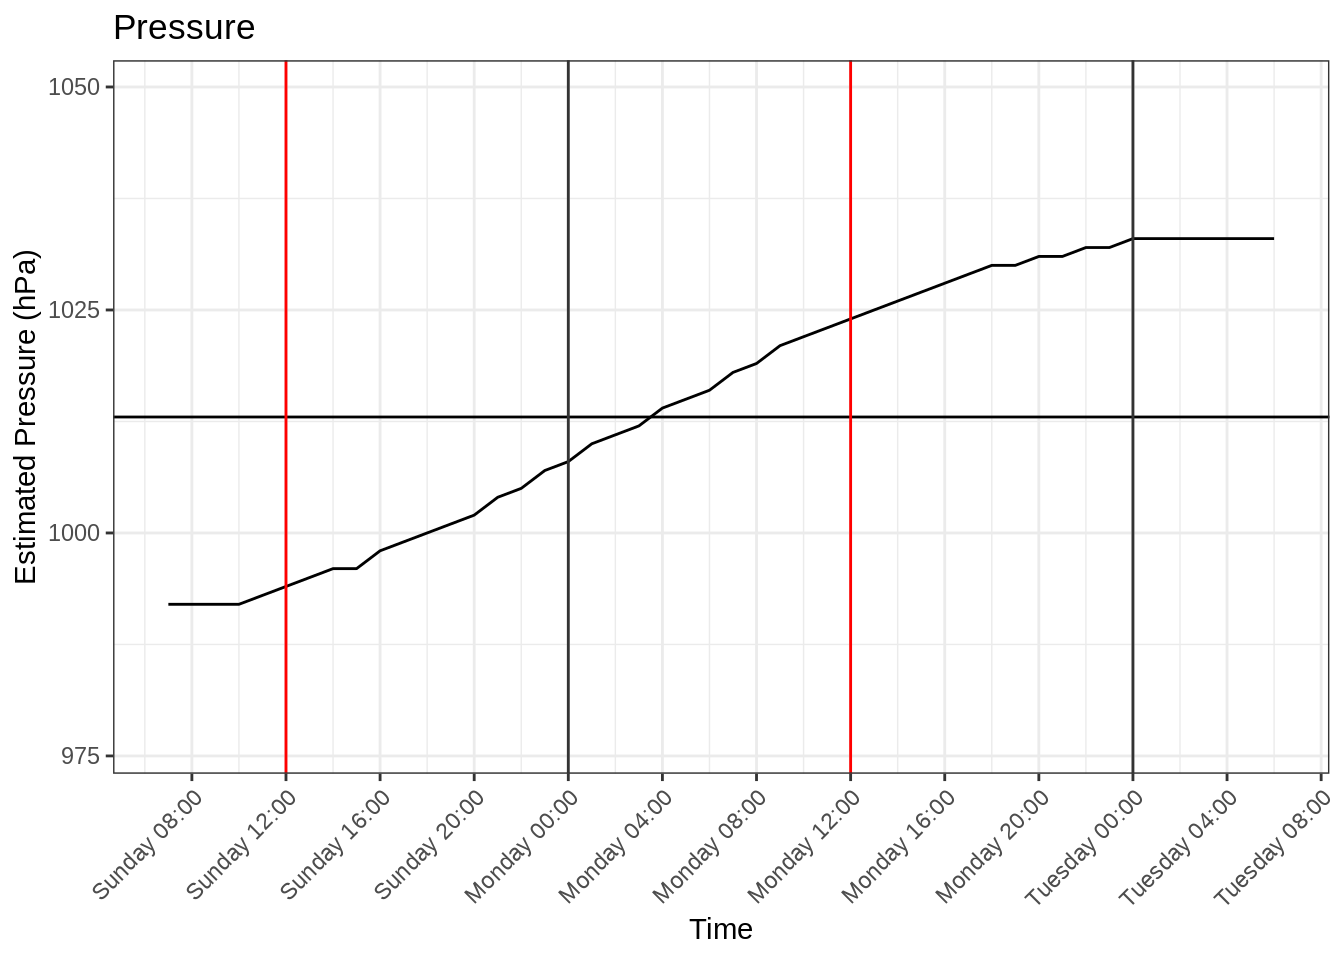 Pressure
Estimated Pressure (hPa)
1050
1025
1000
975
Sunday 08:00
Sunday 12:00
Sunday 16:00
Sunday 20:00
Monday 00:00
Monday 04:00
Monday 08:00
Monday 12:00
Monday 16:00
Monday 20:00
Tuesday 00:00
Tuesday 04:00
Tuesday 08:00
Time